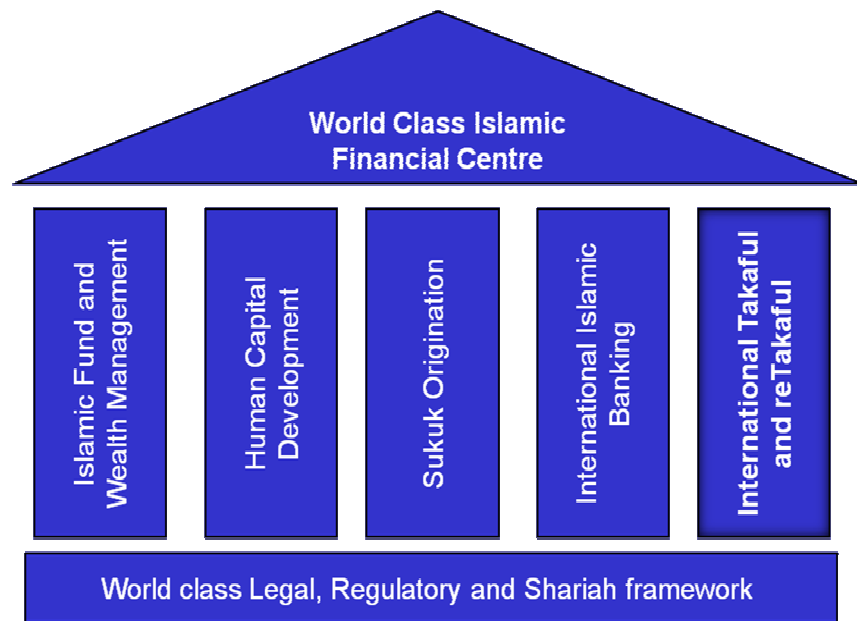 World Class Islamic
Financial Centre
Islamic Fund and
Wealth Management
Human Capital
Development
Sukuk Origination
International Islamic
Banking
International Takaful
and reTakaful
World class Legal, Regulatory and Shariah framework